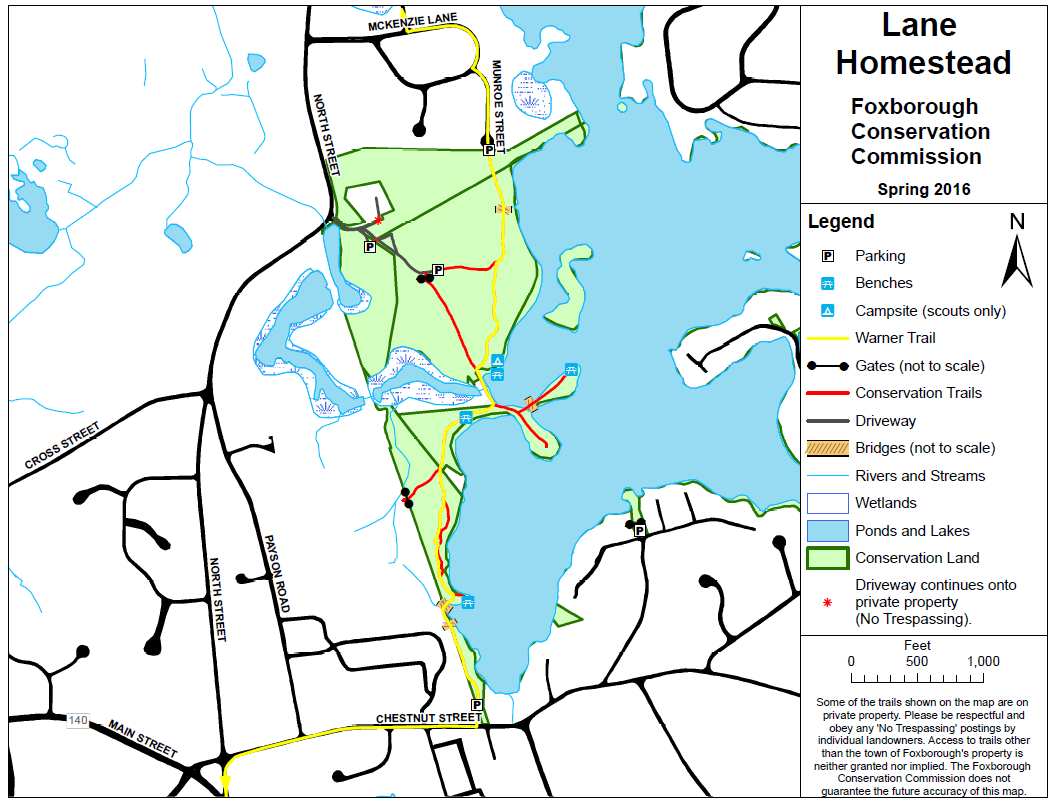 MCKENZIE LANE
MUNROE STREET
NORTH STREET
P
P
P
CROSS STREET
NORTH STREET
PAYSON ROAD
P
P
CHESTNUT STREET
140
MAIN STREET
Lane
Homestead
Foxborough
Conservation
Commission
Spring 2016
Legend
N
P Parking
Benches
Campsite (scouts only)
Warner Trail
Gates (not to scale)
Conservation Trails
Driveway
Bridges (not to scale)
Rivers and Streams
Wetlands
Ponds and Lakes
Conservation Land
Driveway continues onto
private property
(No Trespassing).
Feet
0 500 1,000
Some of the trails shown on the map are on
private property. Please be respectful and
obey any 'No Trespassing' postings by
individual landowners. Access to trails other
than the town of Foxborough's property is
neither granted nor implied. The Foxborough
Conservation Commission does not
guarantee the future accuracy of this map.